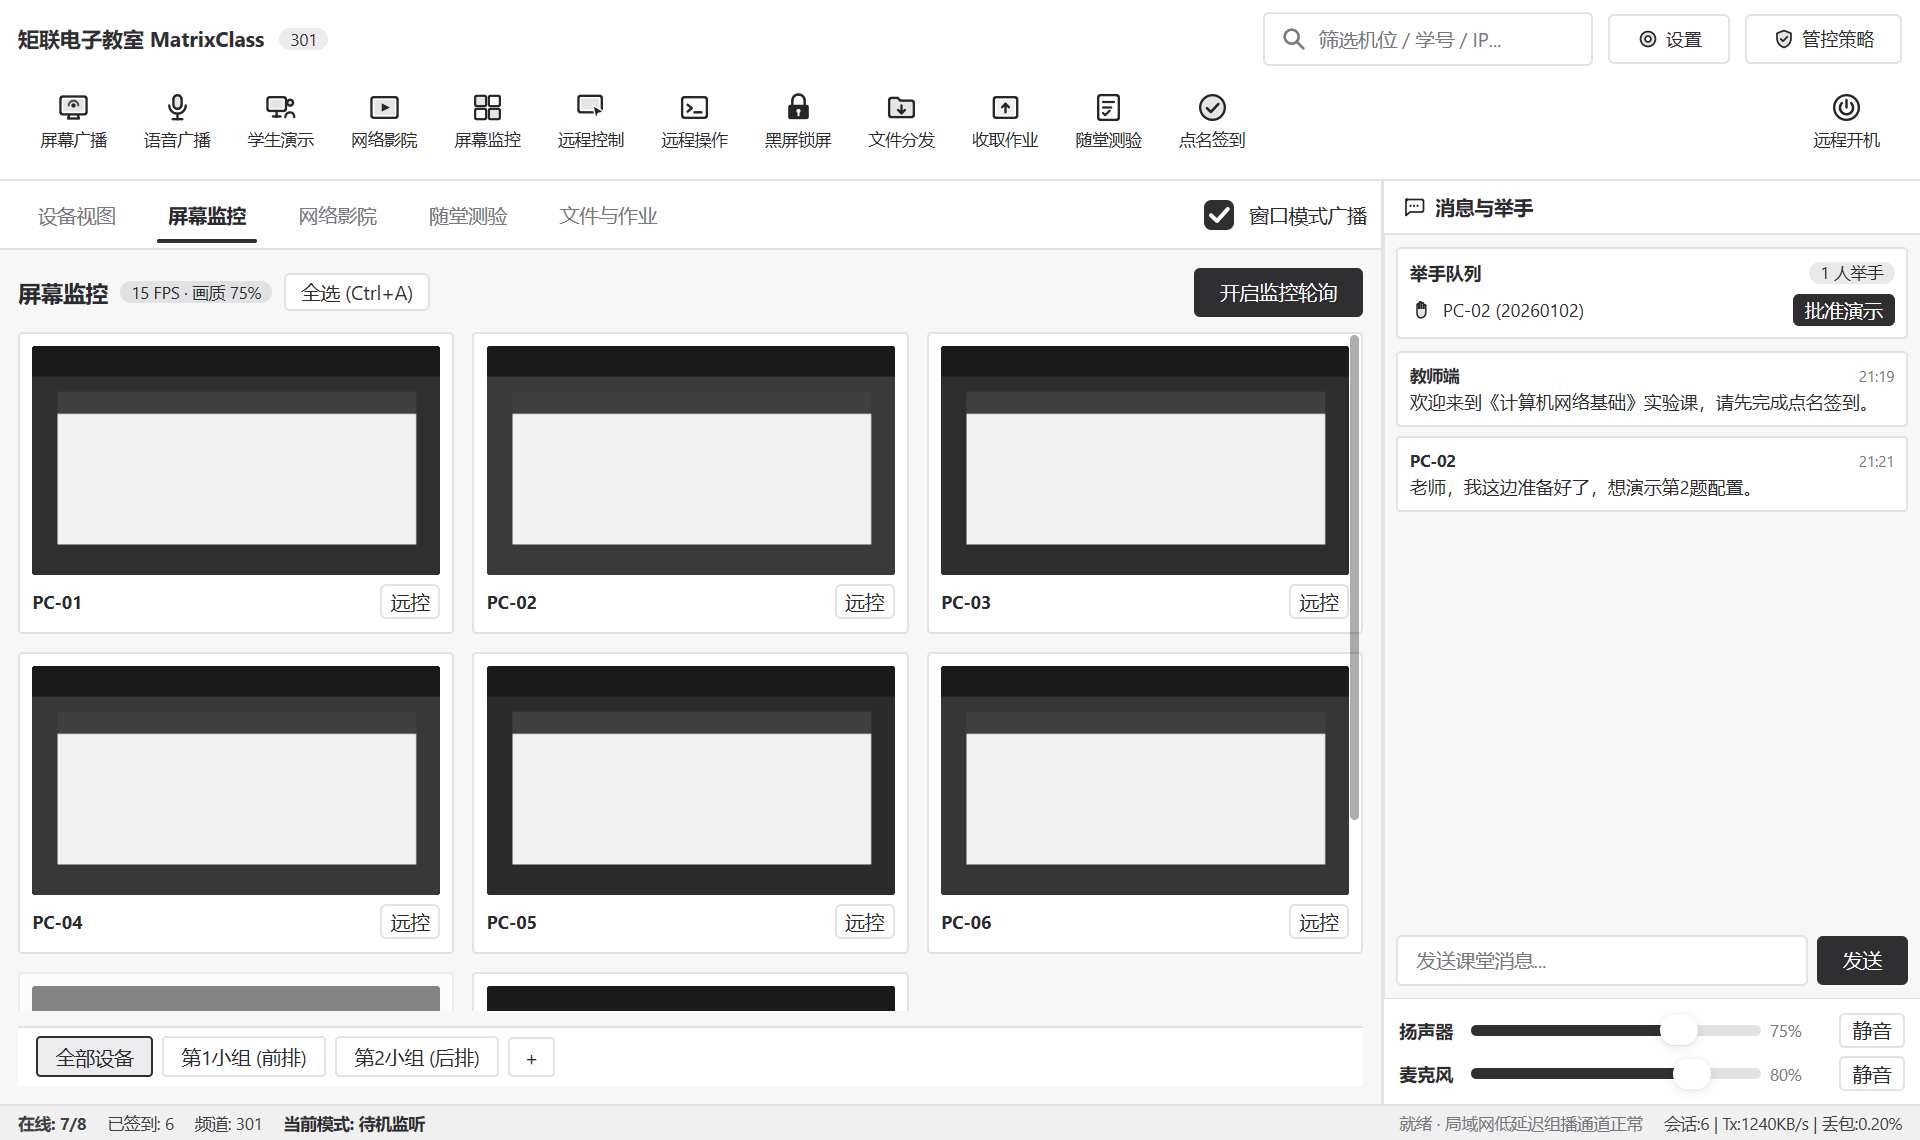 矩联电子教室 MatrixClass 301
筛选机位 / 学号 / IP...
设置
管控策略
屏幕广播 语音广播 学生演示 网络影院 屏幕监控 远程控制 远程操作 黑屏锁屏 文件分发 收取作业 随堂测验 点名签到 远程开机
设备视图 屏幕监控 网络影院 随堂测验 文件与作业 窗口模式广播
屏幕监控 15 FPS · 画质 75% 全选 (Ctrl+A) 开启监控轮询
PC-01 远控 PC-02 远控 PC-03 远控
PC-04 远控 PC-05 远控 PC-06 远控
全部设备 第1小组 (前排) 第2小组 (后排) +
消息与举手
举手队列 1 人举手
PC-02 (20260102) 批准演示
教师端 21:19
欢迎来到《计算机网络基础》实验课，请先完成点名签到。
PC-02 21:21
老师，我这边准备好了，想演示第2题配置。
发送课堂消息... 发送
扬声器 75% 静音
麦克风 80% 静音
在线: 7/8 已签到: 6 频道: 301 当前模式: 待机监听 就绪 · 局域网低延迟组播通道正常 会话:6 | Tx:1240KB/s | 丢包:0.20%